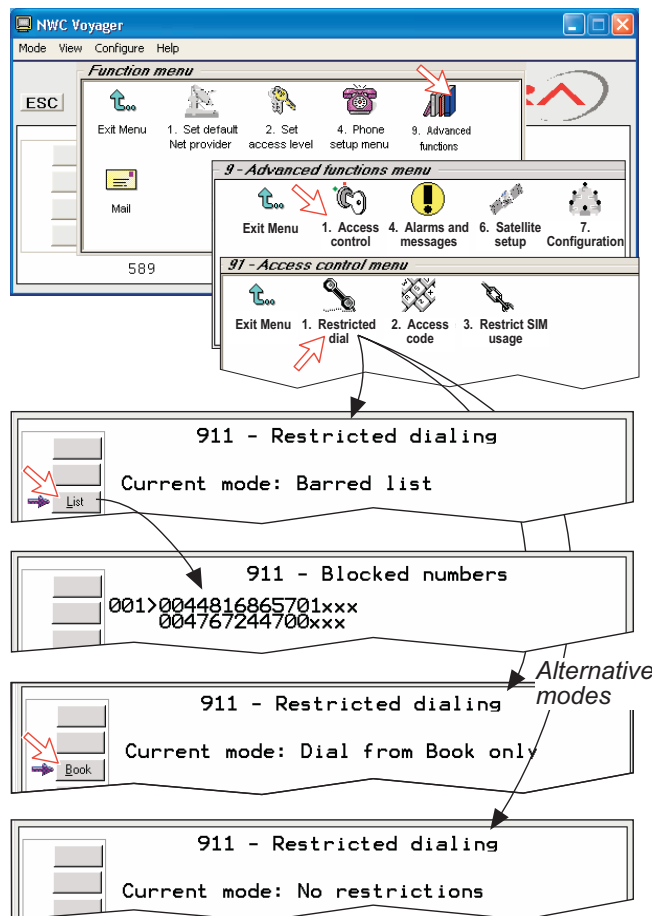 NWC Voyager
Mode View Configure Help
Function menu
ESC
Exit Menu
1. Set default Net provider
2. Set access level
4. Phone setup menu
9. Advanced functions
Mail
589
9 - Advanced functions menu
Exit Menu
1. Access control
4. Alarms and messages
6. Satellite setup
7. Configuration
91 - Access control menu
Exit Menu
1. Restricted dial
2. Access code
3. Restrict SIM usage
911 - Restricted dialing
Current mode: Barred list
List
911 - Blocked numbers
001>0044816865701xxx
004767244700xxx
Alternative modes
911 - Restricted dialing
Current mode: Dial from Book only
Book
911 - Restricted dialing
Current mode: No restrictions